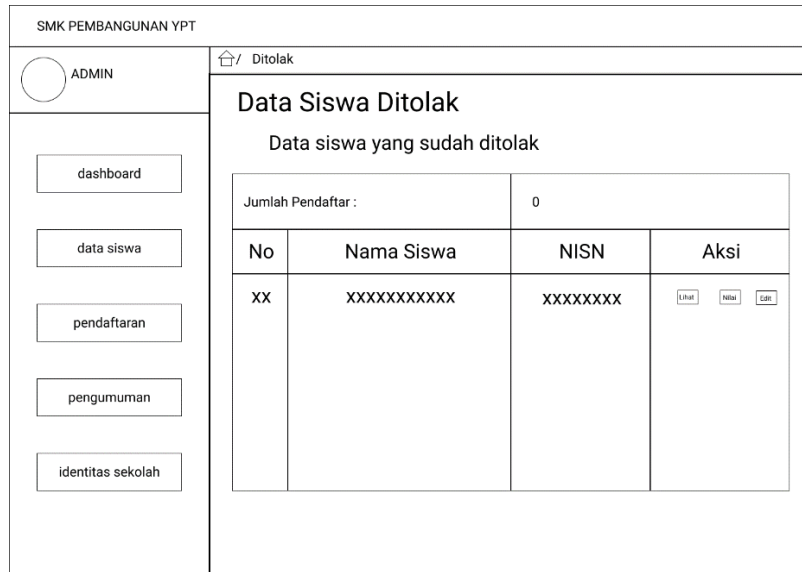 SMK PEMBANGUNAN YPT
ADMIN
/ Ditolak
dashboard
data siswa
pendaftaran
pengumuman
identitas sekolah
Data Siswa Ditolak
Data siswa yang sudah ditolak
Jumlah Pendaftar : 0
No Nama Siswa NISN Aksi
XX XXXXXXXXXXX XXXXXXXX Lihat Nilai Edit